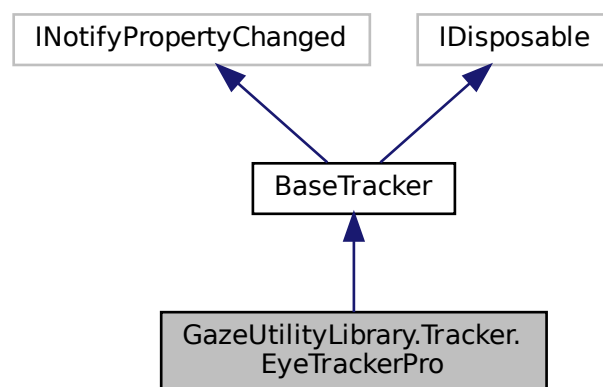 INotifyPropertyChanged
IDisposable
BaseTracker
GazeUtilityLibrary.Tracker.
EyeTrackerPro